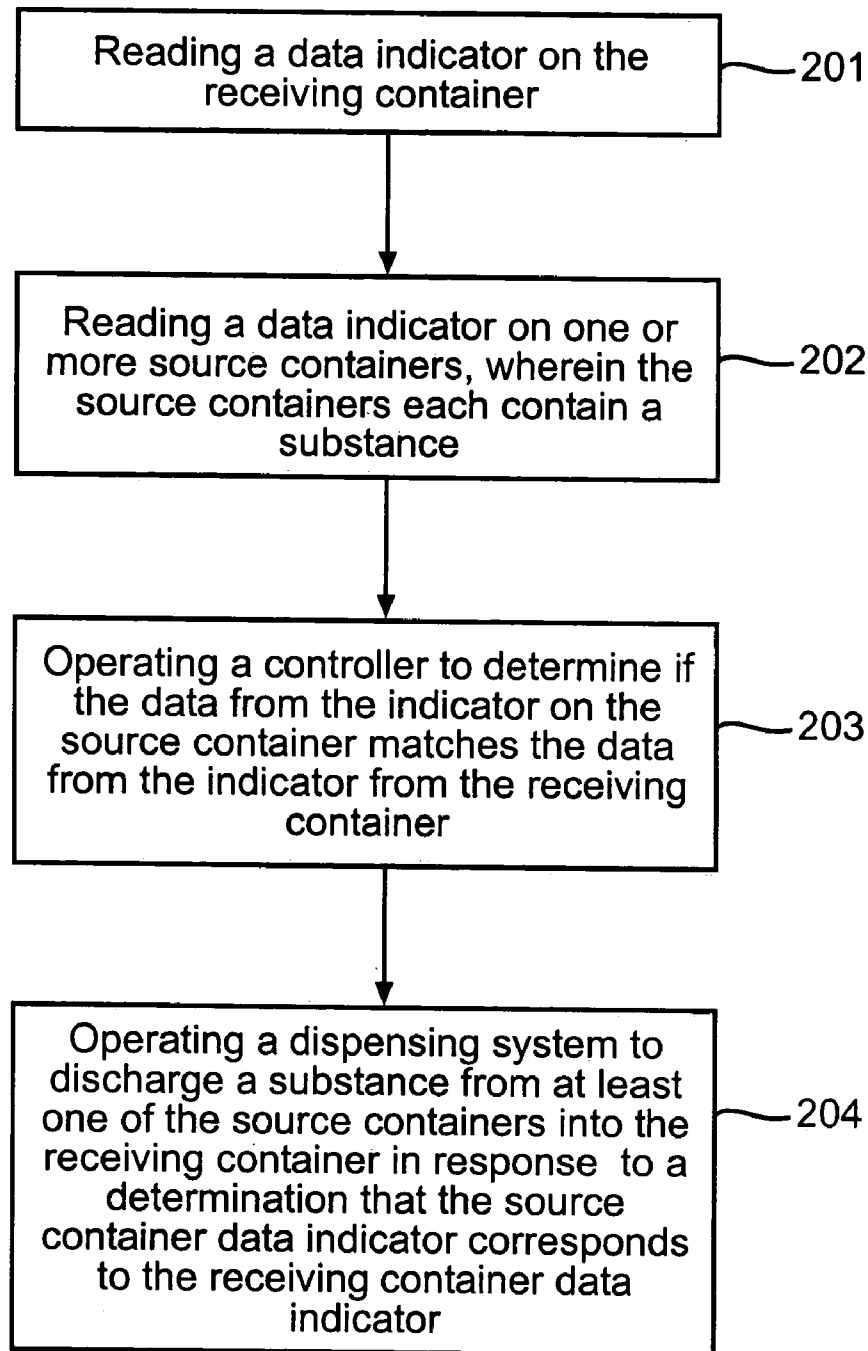 Reading a data indicator on the
receiving container
201
Reading a data indicator on one or
more source containers, wherein the
source containers each contain a
substance
202
Operating a controller to determine if
the data from the indicator on the
source container matches the data
from the indicator from the receiving
container
203
Operating a dispensing system to
discharge a substance from at least
one of the source containers into the
receiving container in response to a
determination that the source
container data indicator corresponds
to the receiving container data
indicator
204